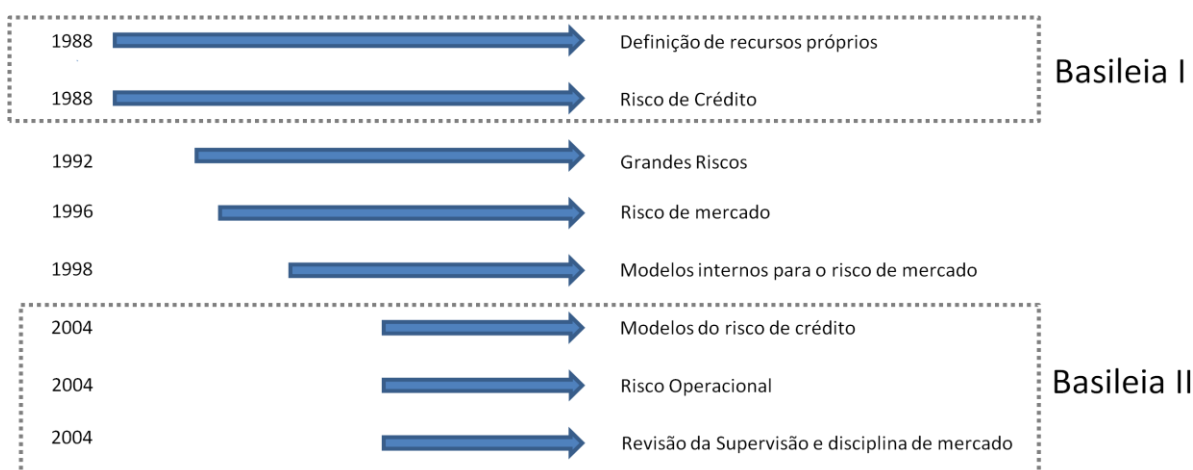 1988 Definição de recursos próprios
1988 Risco de Crédito
Basileia I
1992 Grandes Riscos
1996 Risco de mercado
1998 Modelos internos para o risco de mercado
2004 Modelos do risco de crédito
2004 Risco Operacional
Basileia II
2004 Revisão da Supervisão e disciplina de mercado